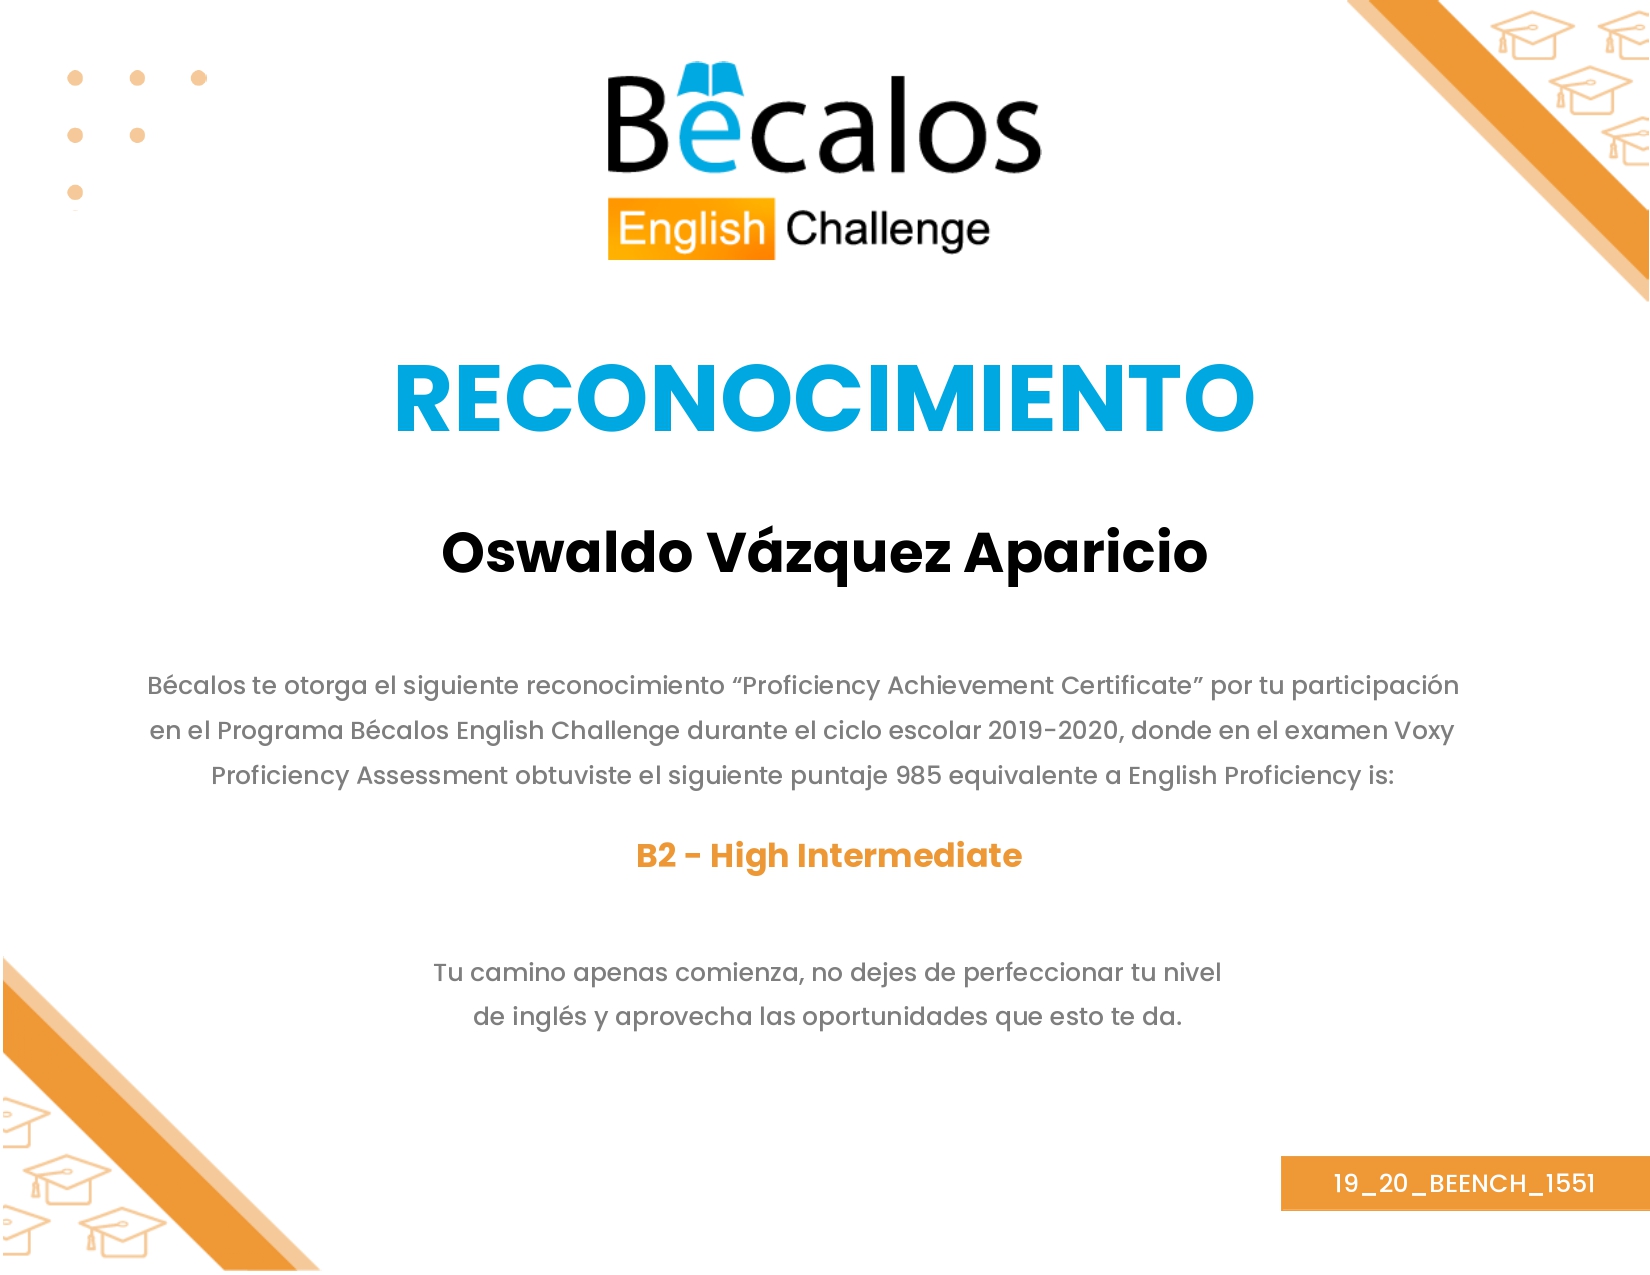 Bécalos
English Challenge
RECONOCIMIENTO
Oswaldo Vázquez Aparicio
Bécalos te otorga el siguiente reconocimiento “Proficiency Achievement Certificate” por tu participación
en el Programa Bécalos English Challenge durante el ciclo escolar 2019-2020, donde en el examen Voxy
Proficiency Assessment obtuviste el siguiente puntaje 985 equivalente a English Proficiency is:
B2 - High Intermediate
Tu camino apenas comienza, no dejes de perfeccionar tu nivel
de inglés y aprovecha las oportunidades que esto te da.
19_20_BEENCH_1551